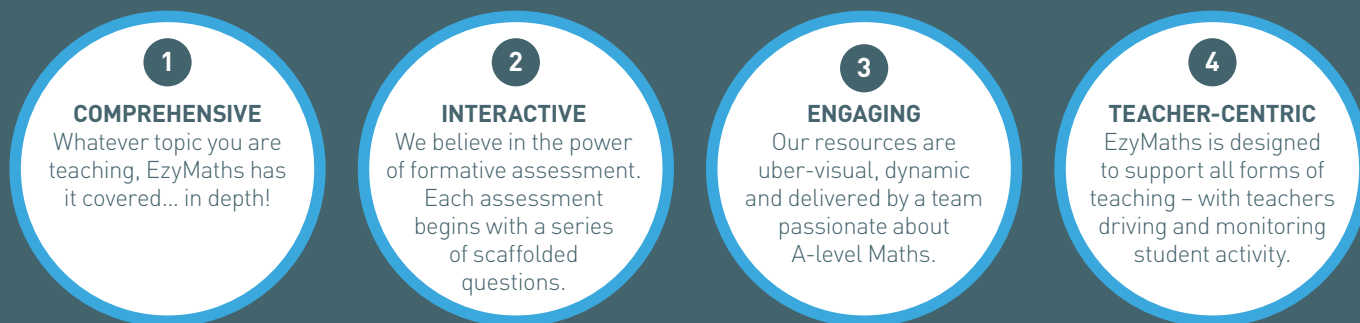 1
COMPREHENSIVE
Whatever topic you are
teaching, EzyMaths has
it covered... in depth!
2
INTERACTIVE
We believe in the power
of formative assessment.
Each assessment
begins with a series
of scaffolded
questions.
3
ENGAGING
Our resources are
uber-visual, dynamic
and delivered by a team
passionate about
A-level Maths.
4
TEACHER-CENTRIC
EzyMaths is designed
to support all forms of
teaching – with teachers
driving and monitoring
student activity.